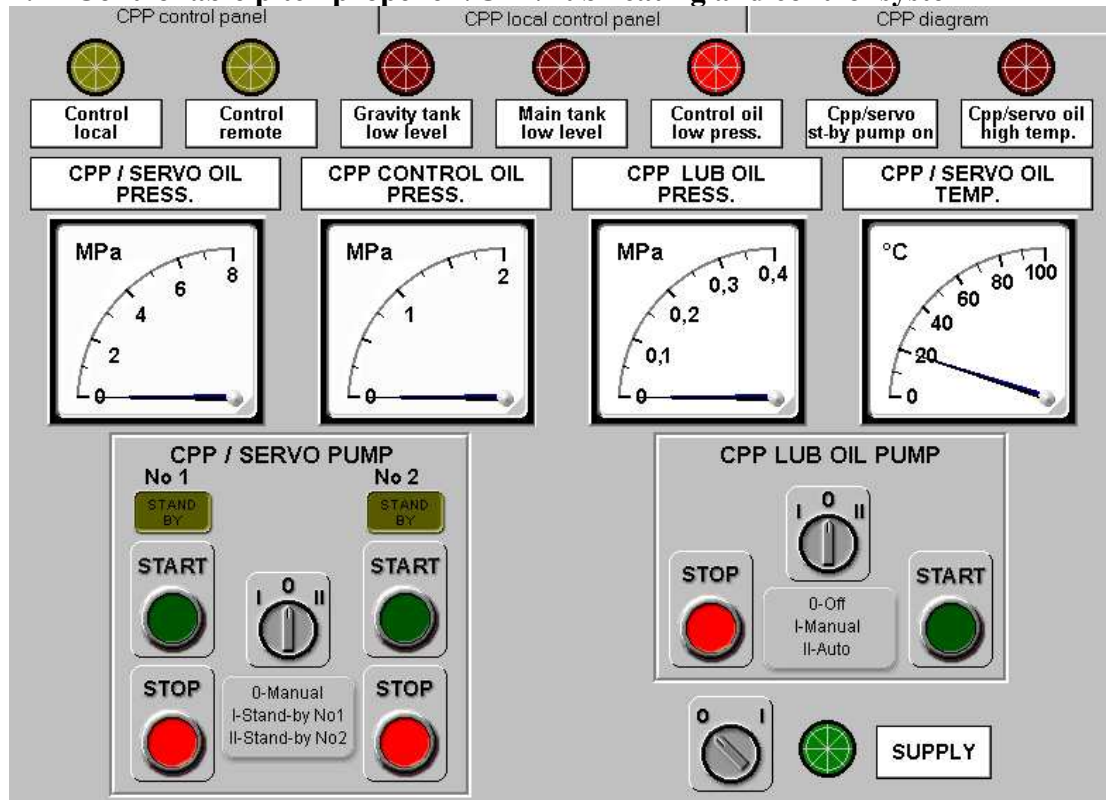 CPP control panel
CPP local control panel
CPP diagram
Control
local
Control
remote
Gravity tank
low level
Main tank
low level
Control oil
low press.
Cpp/servo
st-by pump on
Cpp/servo oil
high temp.
CPP / SERVO OIL
PRESS.
CPP CONTROL OIL
PRESS.
CPP LUB OIL
PRESS.
CPP / SERVO OIL
TEMP.
MPa
8
6
4
2
0
MPa
2
1
0
MPa
0,4
0,3
0,2
0,1
0
°C
100
80
60
40
20
0
CPP / SERVO PUMP
No 1
No 2
STAND
BY
STAND
BY
START
START
I 0 II
STOP
STOP
0-Manual
I-Stand-by No1
II-Stand-by No2
CPP LUB OIL PUMP
I 0 II
STOP
START
0-Off
I-Manual
II-Auto
0 I
SUPPLY